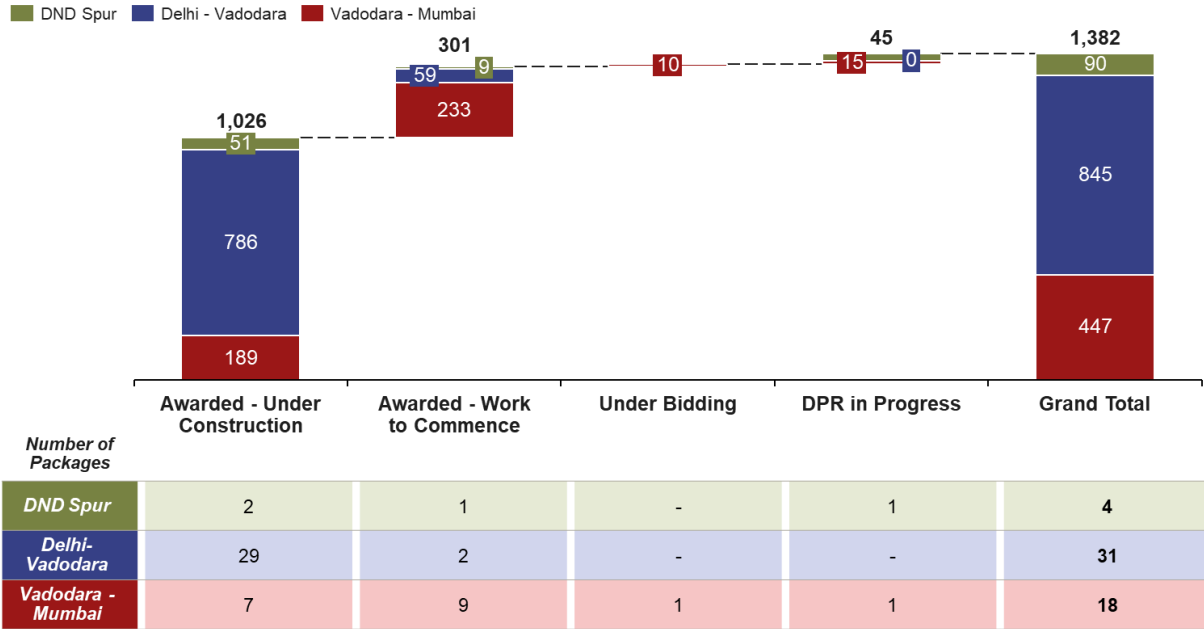 DND Spur Delhi - Vadodara Vadodara - Mumbai
301
45
1,382
59
9
10
15
0
90
233
1,026
51
845
786
447
189
Awarded - Under
Construction
Awarded - Work
to Commence
Under Bidding
DPR in Progress
Grand Total
Number of
Packages
DND Spur 2 1 - 1 4
Delhi-
Vadodara
29 2 - - 31
Vadodara -
Mumbai
7 9 1 1 18